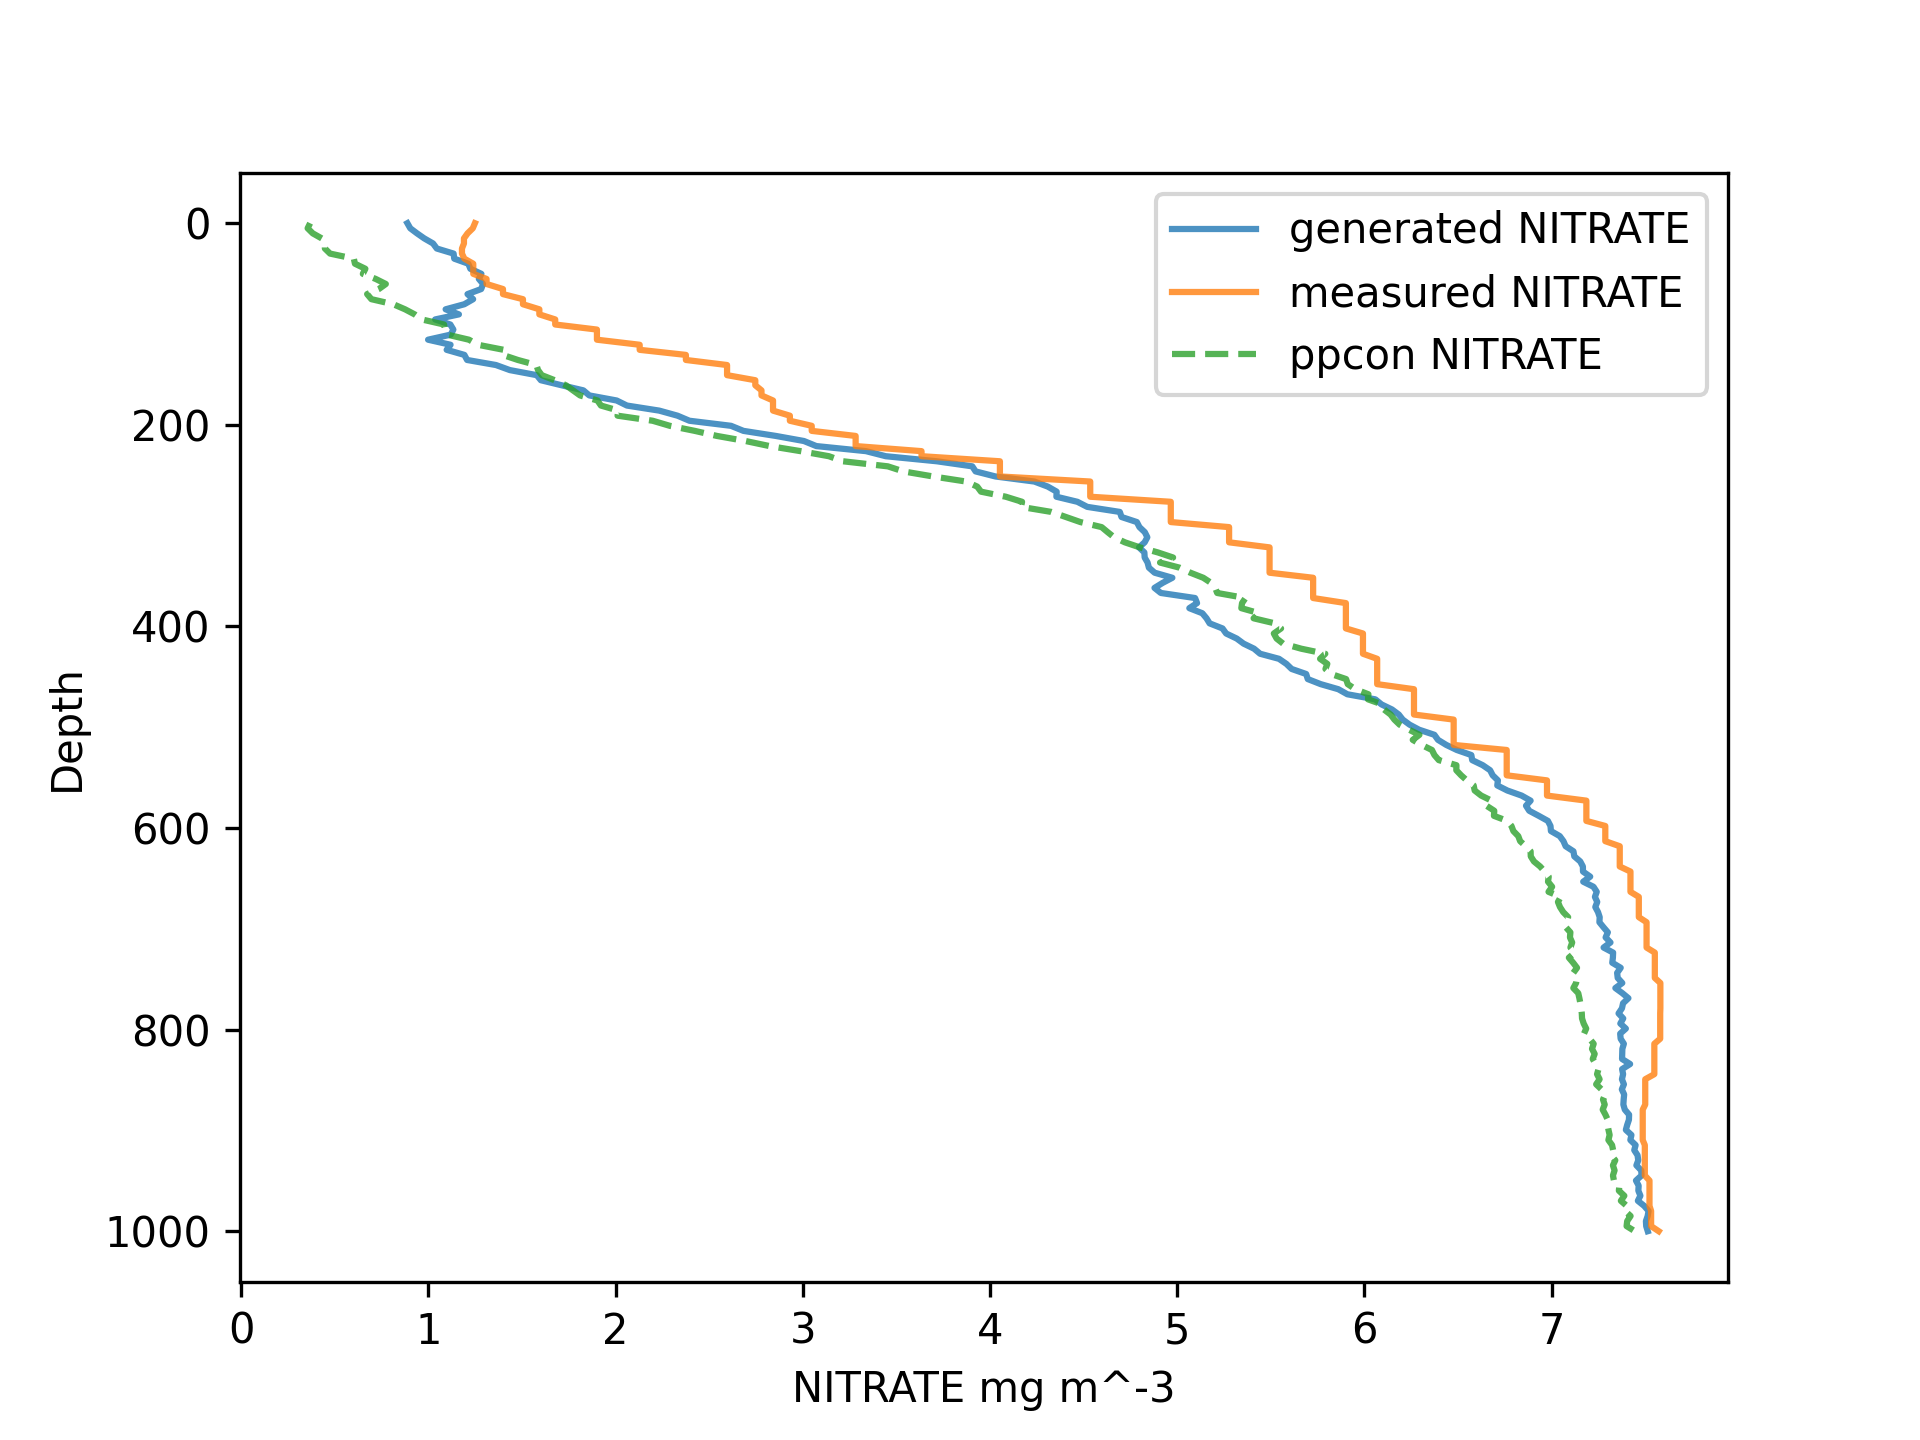 generated NITRATE
measured NITRATE
ppcon NITRATE
0
200
400
600
800
1000
Depth
0 1 2 3 4 5 6 7
NITRATE mg m^-3